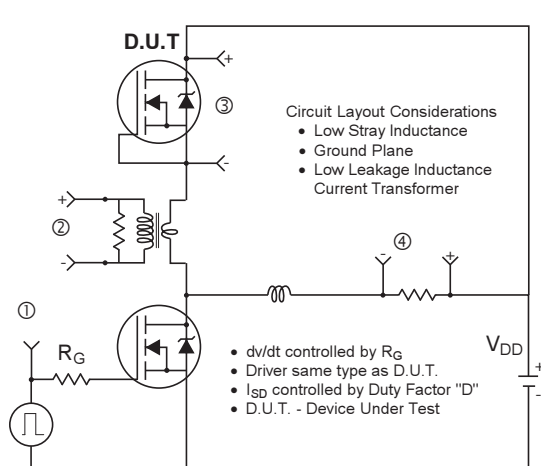 D.U.T
+
③
-
Circuit Layout Considerations
• Low Stray Inductance
• Ground Plane
• Low Leakage Inductance
Current Transformer
+
②
-
④
-
+
①
RG
VDD
+
-
• dv/dt controlled by RG
• Driver same type as D.U.T.
• ISD controlled by Duty Factor "D"
• D.U.T. - Device Under Test